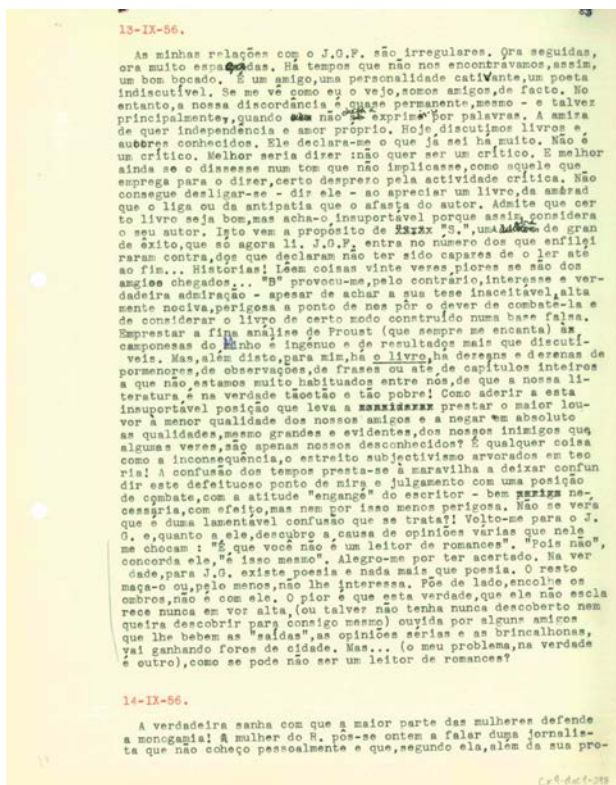 13-IX-56.
As minhas relações com o J.G.F. são irregulares. Ora seguidas,
ora muito espaçadas. Há tempos que não nos encontravamos,assim,
um bom bocado. É um amigo,uma personalidade cativante,um poeta
indiscutível. Se me vê como eu o vejo,somos amigos,de facto. No
entanto,a nossa discordância é quase permanente,mesmo - e talvez
principalmente,quando não se exprime por palavras. A amiza
de quer independência e amor próprio. Hoje discutimos livros e
autores conhecidos. Ele declara-me o que já sei há muito. Não é
um crítico. Melhor seria dizer :não quer ser um crítico. E melhor
ainda se o dissesse num tom que não implicasse,como aquele que
emprega para o dizer,certo desprezo pela actividade crítica. Não
consegue desligar-se - diz ele - ao apreciar um livro,da amizad
que o liga ou da antipatia que o afasta do autor. Admite que cer
to livro seja bom,mas acha-o insuportável porque assim considera
o seu autor. Isto vem a propósito de "S.",um de gran
de êxito,que só agora li. J.G.F. entra no número dos que enfilei
raram contra,dos que declaram não ter sido capazes de o ler até
ao fim... Historias! Lêem coisas vinte vezes piores se são dos
amgios chegados... "B" provocu-me,pelo contrário,interesse e ver-
dadeira admiração - apesar de achar a sua tese inaceitável,alta
mente nociva,perigosa a ponto de nos pôr o dever de combatê-la e
de considerar o livro de certo modo construído numa base falsa.
Emprestar a fina análise de Proust (que sempre me encanta) às
camponesas do Minho é ingénuo e de resultados mais que discutí-
veis. Mas,além disto,para mim,há o livro,há dezens e dezenas de
pormenores,de observações,de frases ou até de capítulos inteiros
a que não estamos muito habituados entre nós,de que a nossa li-
teratura é na verdade tãoetão e tão pobre! Como aderir a esta
insuportável posição que leva a prestar o maior lou-
vor à menor qualidade dos nossos amigos e a negar em absoluto
as qualidades,mesmo grandes e evidentes,dos nossos inimigos que,
algumas vezes,são apenas nossos desconhecidos? É qualquer coisa
como a inconseqùência,o estreito subjectivismo arvorados em teo
ria! A confusão dos tempos presta-se à maravilha a deixar confun
dir este defeituoso ponto de mira e julgamento com uma posição
de combate,com a atitude "engangé" do escritor - bem ne-
cessária,com efeito,mas nem por isso menos perigosa. Não se verá
que é duma lamentável confusão que se trata?! Volto-me para o J.
G. e,quanto a ele,descubro a causa de opiniões várias que nele
me chocam : "É que você não é um leitor de romances". "Pois não",
concorda ele,"é isso mesmo". Alegro-me por ter acertado. Na ver
dade,para J.G. existe poesia e nada mais que poesia. O resto
maça-o ou,pelo menos,não lhe interessa. Põe de lado,encolhe os
ombros,não é com ele. O pior é que esta verdade,que ele não escla
rece nunca em voz alta,(ou talvez não tenha nunca descoberto nem
queira descobrir para consigo mesmo) ouvida por alguns amigos
que lhe bebem as "saídas",as opiniões sérias e as brincalhonas,
vai ganhando foros de cidade. Mas... (o meu problema,na verdade
é outro),como se pode não ser um leitor de romances?
14-IX-56.
A verdadeira sanha com que a maior parte das mulheres defende
a monogamia! A mulher do R. pôs-se ontem a falar duma jornalis-
ta que não coheço pessoalmente e que,segundo ela,além da sua pro-